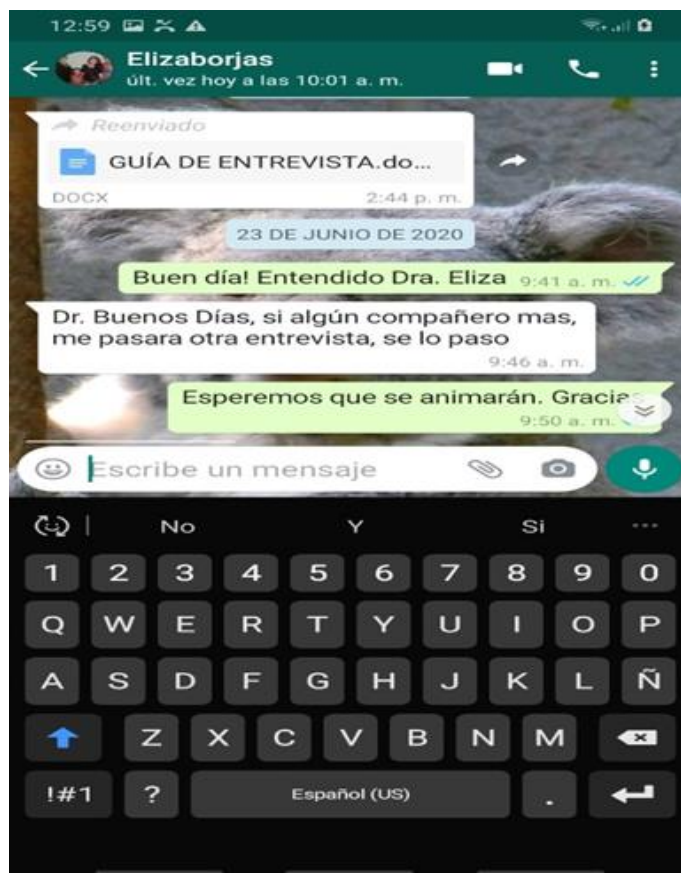 12:59
Elizaborjas
últ. vez hoy a las 10:01 a. m.
Reenviado
GUÍA DE ENTREVISTA.do...
DOCX 2:44 p. m.
23 DE JUNIO DE 2020
Buen día! Entendido Dra. Eliza 9:41 a. m.
Dr. Buenos Días, si algún compañero mas,
me pasara otra entrevista, se lo paso
9:46 a. m.
Esperemos que se animarán. Gracias
9:50 a. m.
Escribe un mensaje
No Y Si
1 2 3 4 5 6 7 8 9 0
Q W E R T Y U I O P
A S D F G H J K L Ñ
Z X C V B N M
!#1 ? Español (US) .